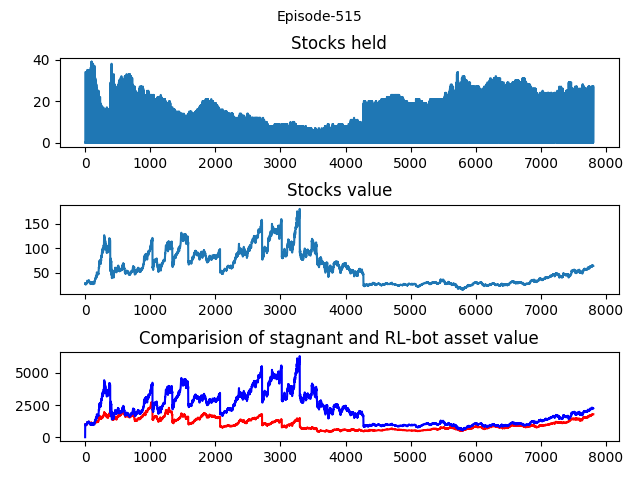 Episode-515
Stocks held
40
20
0
0 1000 2000 3000 4000 5000 6000 7000 8000
Stocks value
150
100
50
0 1000 2000 3000 4000 5000 6000 7000 8000
Comparision of stagnant and RL-bot asset value
5000
2500
0
0 1000 2000 3000 4000 5000 6000 7000 8000